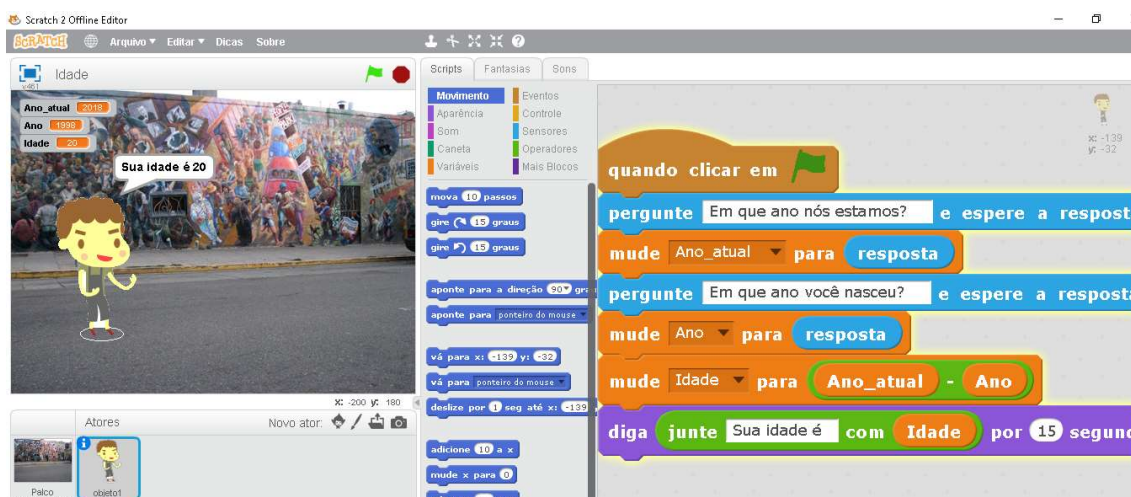 Scratch 2 Offline Editor
SCRATCH Arquivo Editar Dicas Sobre
Idade
v461
Ano_atual 2018
Ano 1998
Idade 20
Sua idade é 20
X: -200 y: 180
Atores
Novo ator:
Palco
objeto1
Scripts Fantasias Sons
Movimento Eventos
Aparência Controle
Som Sensores
Caneta Operadores
Variáveis Mais Blocos
mova 10 passos
gire 15 graus
gire 15 graus
aponte para a direção 90 gra
aponte para ponteiro do mouse
vá para x: -139 y: -32
vá para ponteiro do mouse
deslize por 1 seg até x: -139
adicione 10 a x
mude x para 0
x: -139
y: -32
quando clicar em
pergunte Em que ano nós estamos? e espere a respost
mude Ano_atual para resposta
pergunte Em que ano você nasceu? e espere a resposta
mude Ano para resposta
mude Idade para Ano_atual - Ano
diga junte Sua idade é com Idade por 15 segund